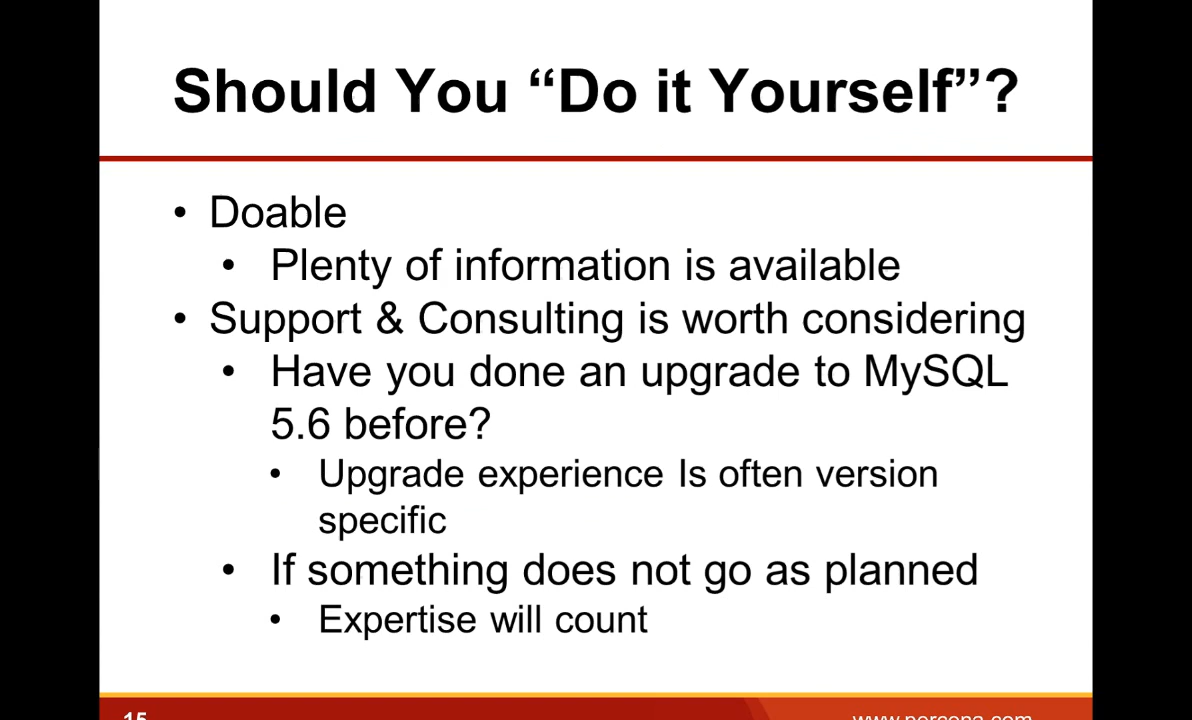 Should You “Do it Yourself”?
• Doable
• Plenty of information is available
• Support & Consulting is worth considering
• Have you done an upgrade to MySQL
5.6 before?
• Upgrade experience Is often version
specific
• If something does not go as planned
• Expertise will count
15
www.percona.com